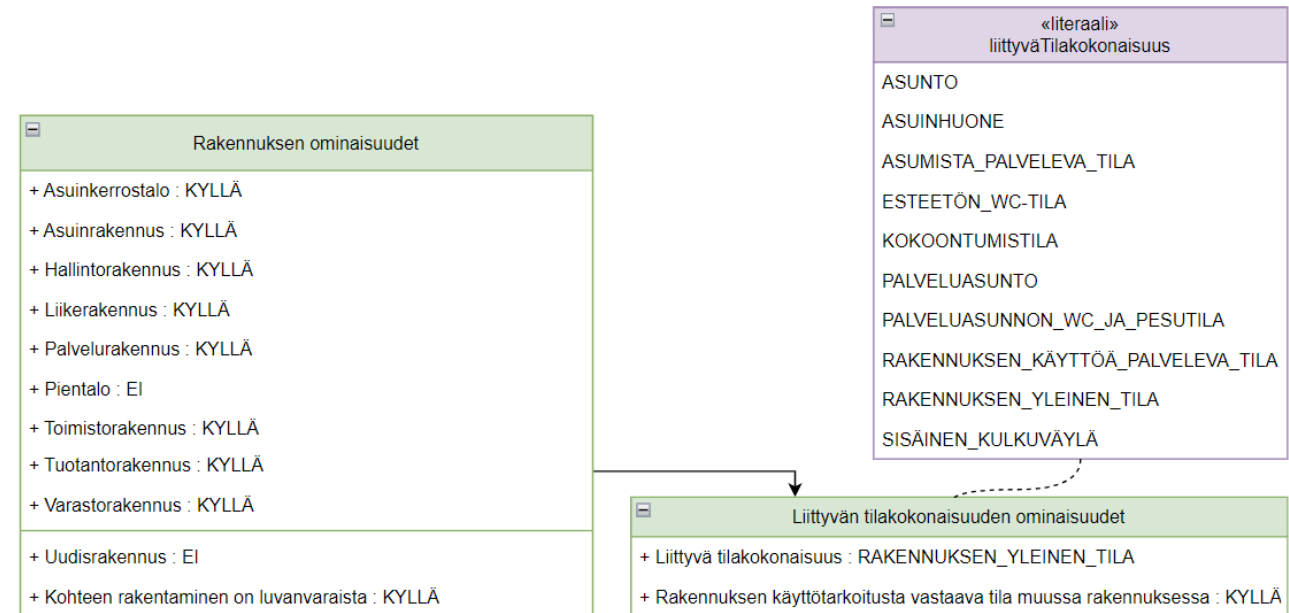 «literaali»
liittyväTilakokonaisuus
ASUNTO
ASUINHUONE
ASUMISTA_PALVELEVA_TILA
ESTEETÖN_WC-TILA
KOKOONTUMISTILA
PALVELUASUNTO
PALVELUASUNNON_WC_JA_PESUTILA
RAKENNUKSEN_KÄYTTÖÄ_PALVELEVA_TILA
RAKENNUKSEN_YLEINEN_TILA
SISÄINEN_KULKUVÄYLÄ
Rakennuksen ominaisuudet
+ Asuinkerrostalo : KYLLÄ
+ Asuinrakennus : KYLLÄ
+ Hallintorakennus : KYLLÄ
+ Liikerakennus : KYLLÄ
+ Palvelurakennus : KYLLÄ
+ Pientalo : EI
+ Toimistorakennus : KYLLÄ
+ Tuotantorakennus : KYLLÄ
+ Varastorakennus : KYLLÄ
+ Uudisrakennus : EI
+ Kohteen rakentaminen on luvanvaraista : KYLLÄ
Liittyvän tilakokonaisuuden ominaisuudet
+ Liittyvä tilakokonaisuus : RAKENNUKSEN_YLEINEN_TILA
+ Rakennuksen käyttötarkoitusta vastaava tila muussa rakennuksessa : KYLLÄ